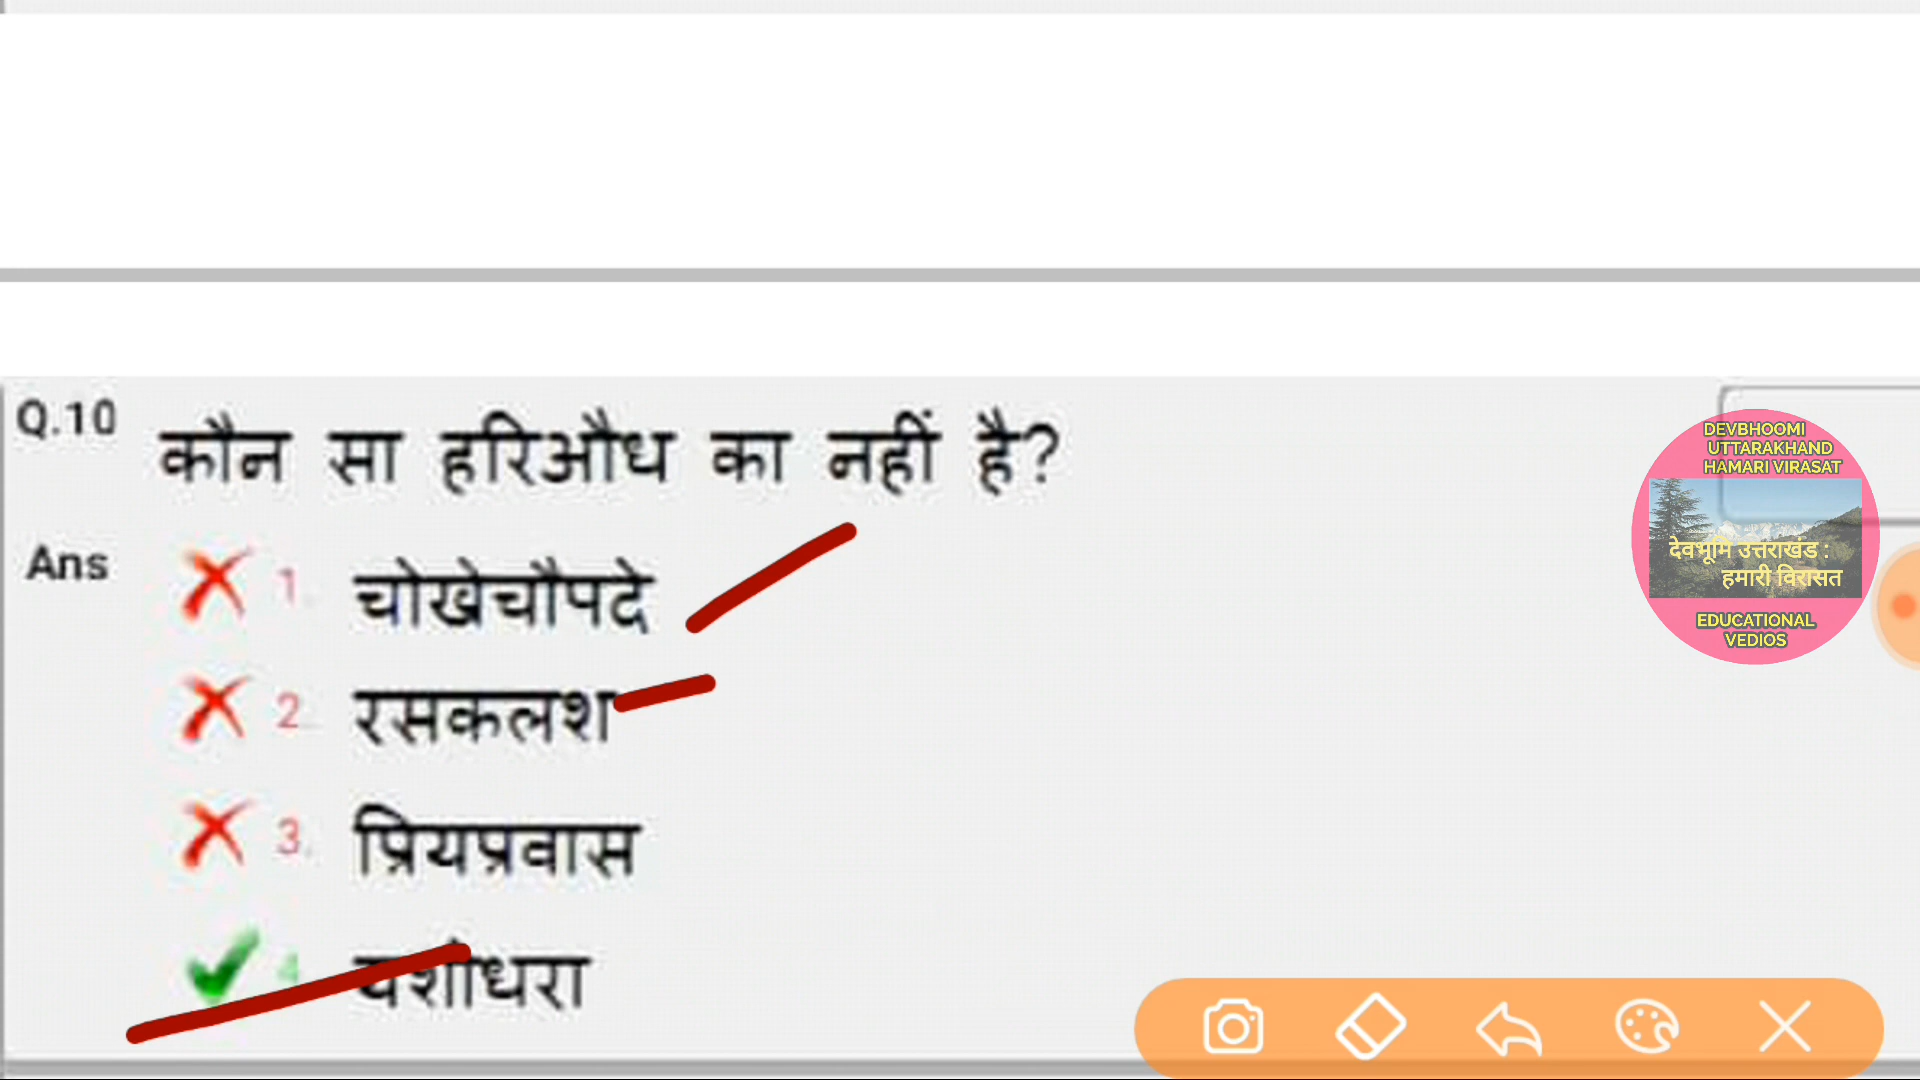 Q.10 कौन सा हरिऔध का नहीं है?
Ans 1. चोखेचौपदे
2. रसकलश
3. प्रियप्रवास
4. यशोधरा
DEVBHOOMI
UTTARAKHAND
HAMARI VIRASAT
देवभूमि उत्तराखंड :
हमारी विरासत
EDUCATIONAL
VEDIOS